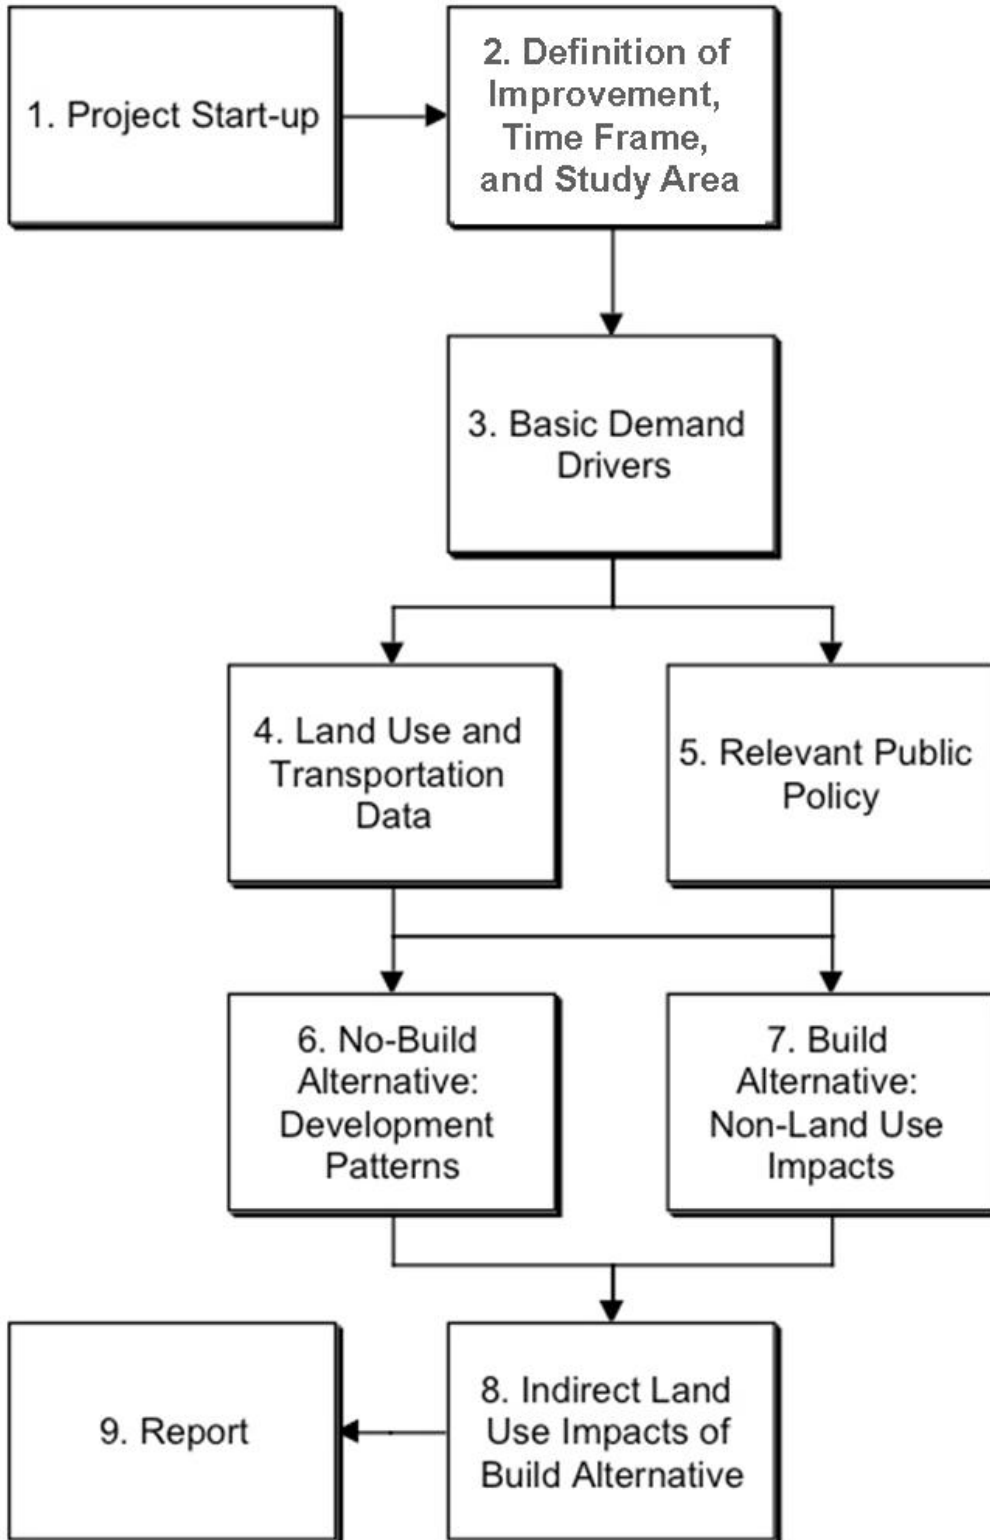 1. Project Start-up
2. Definition of
Improvement,
Time Frame,
and Study Area
3. Basic Demand
Drivers
4. Land Use and
Transportation
Data
5. Relevant Public
Policy
6. No-Build
Alternative:
Development
Patterns
7. Build
Alternative:
Non-Land Use
Impacts
8. Indirect Land
Use Impacts of
Build Alternative
9. Report